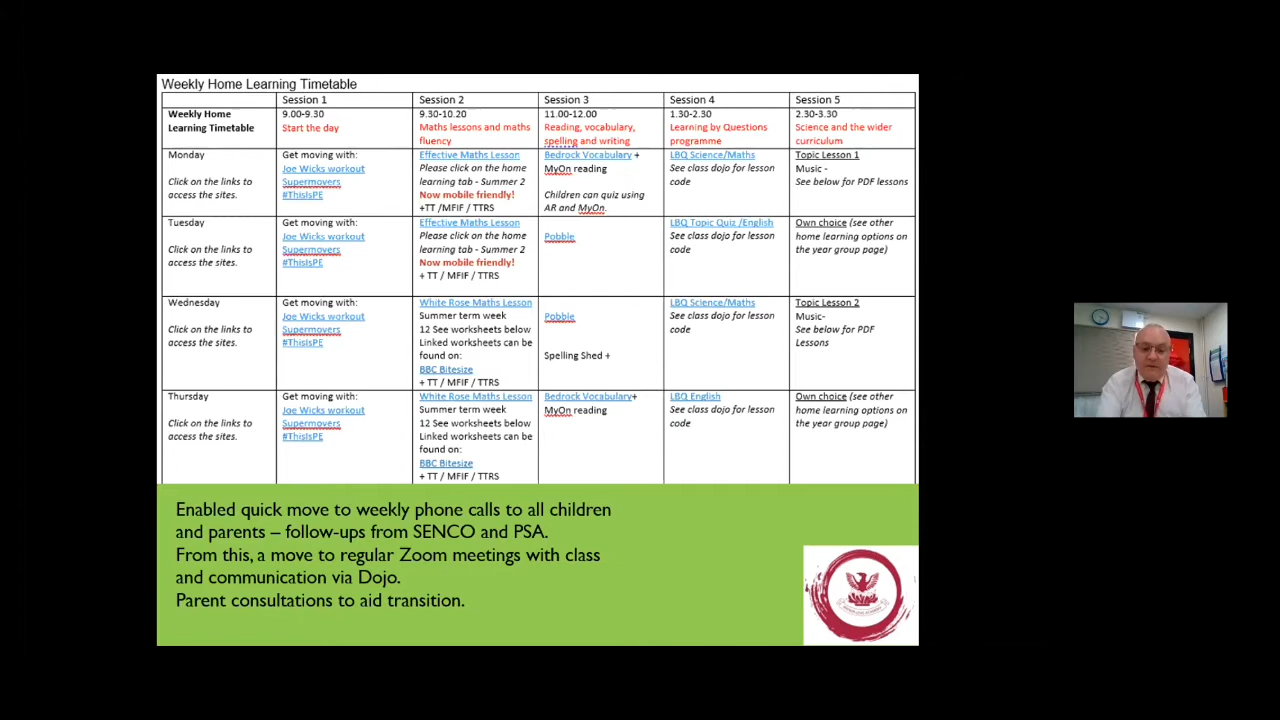 Weekly Home Learning Timetable
Session 1
Session 2
Session 3
Session 4
Session 5
Weekly Home
Learning Timetable
9.00-9.30
Start the day
9.30-10.20
Maths lessons and maths
fluency
11.00-12.00
Reading, vocabulary,
spelling and writing
1.30-2.30
Learning by Questions
programme
2.30-3.30
Science and the wider
curriculum
Monday
Click on the links to
access the sites.
Get moving with:
Joe Wicks workout
Supermovers
#ThisIsPE
Effective Maths Lesson
Please click on the home
learning tab - Summer 2
Now mobile friendly!
+TT /MFIF / TTRS
Bedrock Vocabulary +
MyOn reading
Children can quiz using
AR and MyOn.
LBQ Science/Maths
See class dojo for lesson
code
Topic Lesson 1
Music -
See below for PDF lessons
Tuesday
Click on the links to
access the sites.
Get moving with:
Joe Wicks workout
Supermovers
#ThisIsPE
Effective Maths Lesson
Please click on the home
learning tab - Summer 2
Now mobile friendly!
+ TT / MFIF / TTRS
Pobble
LBQ Topic Quiz /English
See class dojo for lesson
code
Own choice (see other
home learning options on
the year group page)
Wednesday
Click on the links to
access the sites.
Get moving with:
Joe Wicks workout
Supermovers
#ThisIsPE
White Rose Maths Lesson
Summer term week
12 See worksheets below
Linked worksheets can be
found on:
BBC Bitesize
+ TT / MFIF / TTRS
Pobble
Spelling Shed +
LBQ Science/Maths
See class dojo for lesson
code
Topic Lesson 2
Music-
See below for PDF
Lessons
Thursday
Click on the links to
access the sites.
Get moving with:
Joe Wicks workout
Supermovers
#ThisIsPE
White Rose Maths Lesson
Summer term week
12 See worksheets below
Linked worksheets can be
found on:
BBC Bitesize
+ TT / MFIF / TTRS
Bedrock Vocabulary+
MyOn reading
LBQ English
See class dojo for lesson
code
Own choice (see other
home learning options on
the year group page)
Enabled quick move to weekly phone calls to all children
and parents – follow-ups from SENCO and PSA.
From this, a move to regular Zoom meetings with class
and communication via Dojo.
Parent consultations to aid transition.